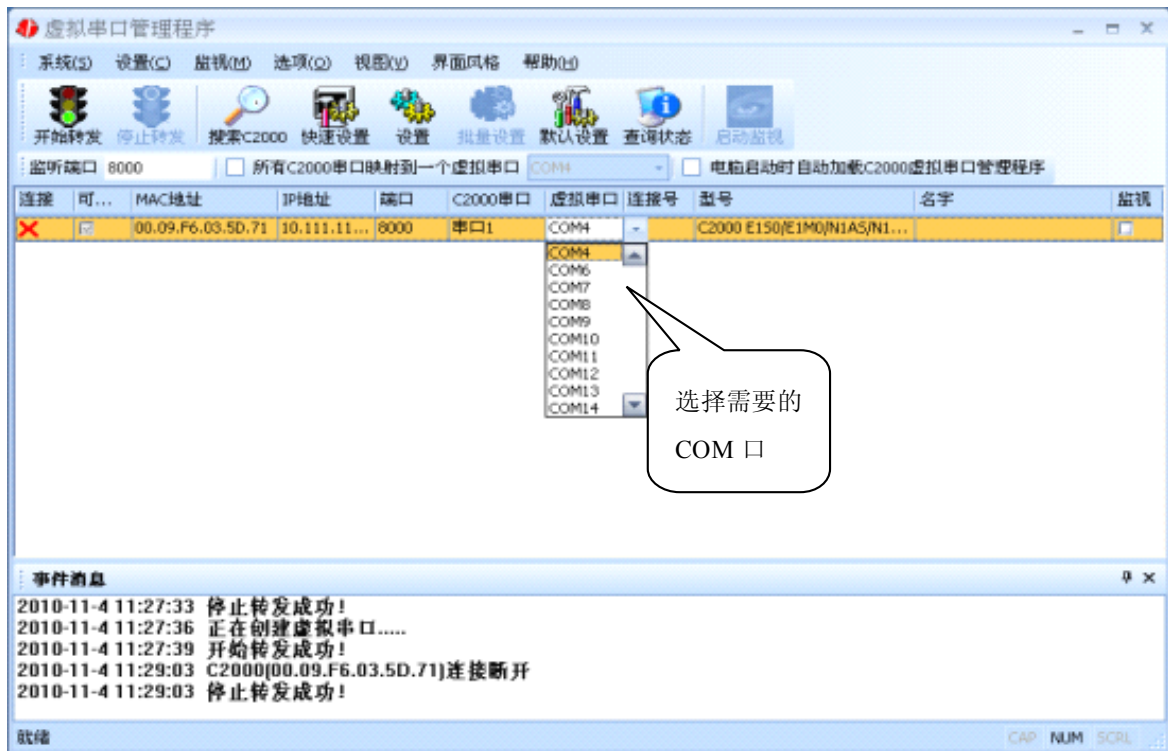 虚拟串口管理程序
系统(S) 设置(C) 监视(M) 选项(O) 视图(V) 界面风格 帮助(H)
开始转发 停止转发 搜索C2000 快速设置 设置 批量设置 默认设置 查询状态 启动监视
监听端口 8000 所有C2000串口映射到一个虚拟串口 COM4 电脑启动时自动加载C2000虚拟串口管理程序
连接 可... MAC地址 IP地址 端口 C2000串口 虚拟串口 连接号 型号 名字 监视
00.09.F6.03.5D.71 10.111.11... 8000 串口1 COM4 C2000 E150/E1M0/N1A5/N1...
COM4
COM6
COM7
COM8
COM9
COM10
COM11
COM12
COM13
COM14
选择需要的
COM 口
事件消息
2010-11-4 11:27:33 停止转发成功!
2010-11-4 11:27:36 正在创建虚拟串口.....
2010-11-4 11:27:39 开始转发成功!
2010-11-4 11:29:03 C2000(00.09.F6.03.5D.71)连接断开
2010-11-4 11:29:03 停止转发成功!
就绪 CAP NUM SCRL